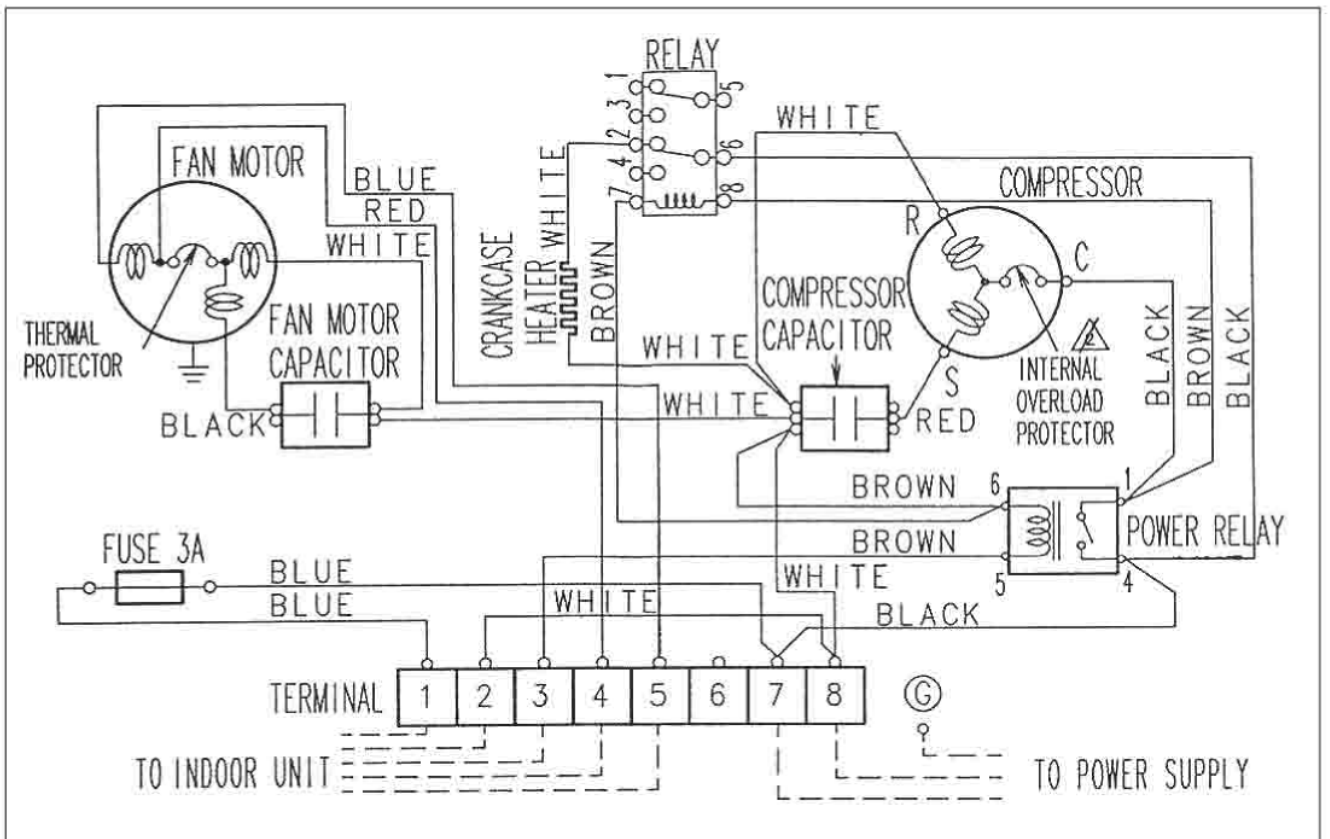 RELAY
1
3
2
4
7
5
6
8
WHITE
FAN MOTOR
BLUE
RED
WHITE
THERMAL
PROTECTOR
FAN MOTOR
CAPACITOR
BLACK
CRANKCASE
HEATER
WHITE
BROWN
COMPRESSOR
R
C
S
COMPRESSOR
CAPACITOR
WHITE
WHITE
RED
2
INTERNAL
OVERLOAD
PROTECTOR
BLACK
BROWN
BLACK
BROWN
6
1
POWER RELAY
BROWN
5
4
WHITE
BLACK
FUSE 3A
BLUE
BLUE
WHITE
TERMINAL 1 2 3 4 5 6 7 8 G
TO INDOOR UNIT
TO POWER SUPPLY